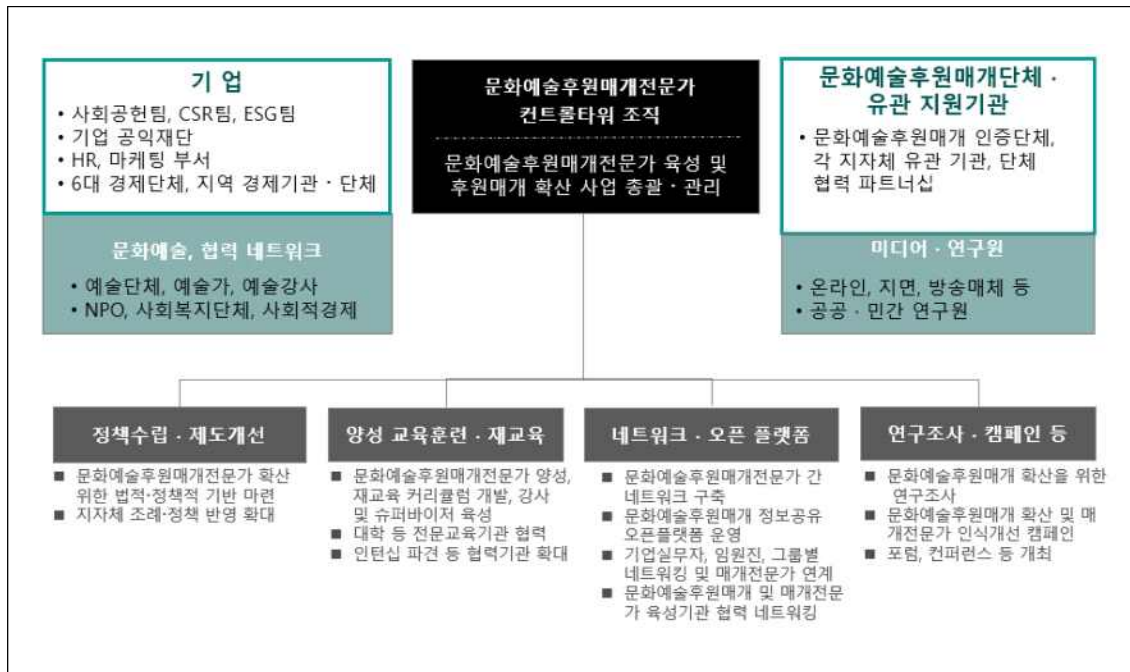 기 업
• 사회공헌팀, CSR팀, ESG팀
• 기업 공익재단
• HR, 마케팅 부서
• 6대 경제단체, 지역 경제기관 · 단체
문화예술, 협력 네트워크
• 예술단체, 예술가, 예술강사
• NPO, 사회복지단체, 사회적경제
문화예술후원매개전문가
컨트롤타워 조직
문화예술후원매개전문가 육성 및
후원매개 확산 사업 총괄 · 관리
문화예술후원매개단체 ·
유관 지원기관
• 문화예술후원매개 인증단체,
각 지자체 유관 기관, 단체
협력 파트너십
미디어 · 연구원
• 온라인, 지면, 방송매체 등
• 공공 · 민간 연구원
정책수립 · 제도개선
■ 문화예술후원매개전문가 확산
위한 법적·정책적 기반 마련
■ 지자체 조례·정책 반영 확대
양성 교육훈련 · 재교육
■ 문화예술후원매개전문가 양성,
재교육 커리큘럼 개발, 강사
및 슈퍼바이저 육성
■ 대학 등 전문교육기관 협력
■ 인턴십 파견 등 협력기관 확대
네트워크 · 오픈 플랫폼
■ 문화예술후원매개전문가 간
네트워크 구축
■ 문화예술후원매개 정보공유
오픈플랫폼 운영
■ 기업실무자, 임원진, 그룹별
네트워킹 및 매개전문가 연계
■ 문화예술후원매개 및 매개전문
가 육성기관 협력 네트워킹
연구조사 · 캠페인 등
■ 문화예술후원매개 확산을 위한
연구조사
■ 문화예술후원매개 확산 및 매
개전문가 인식개선 캠페인
■ 포럼, 컨퍼런스 등 개최